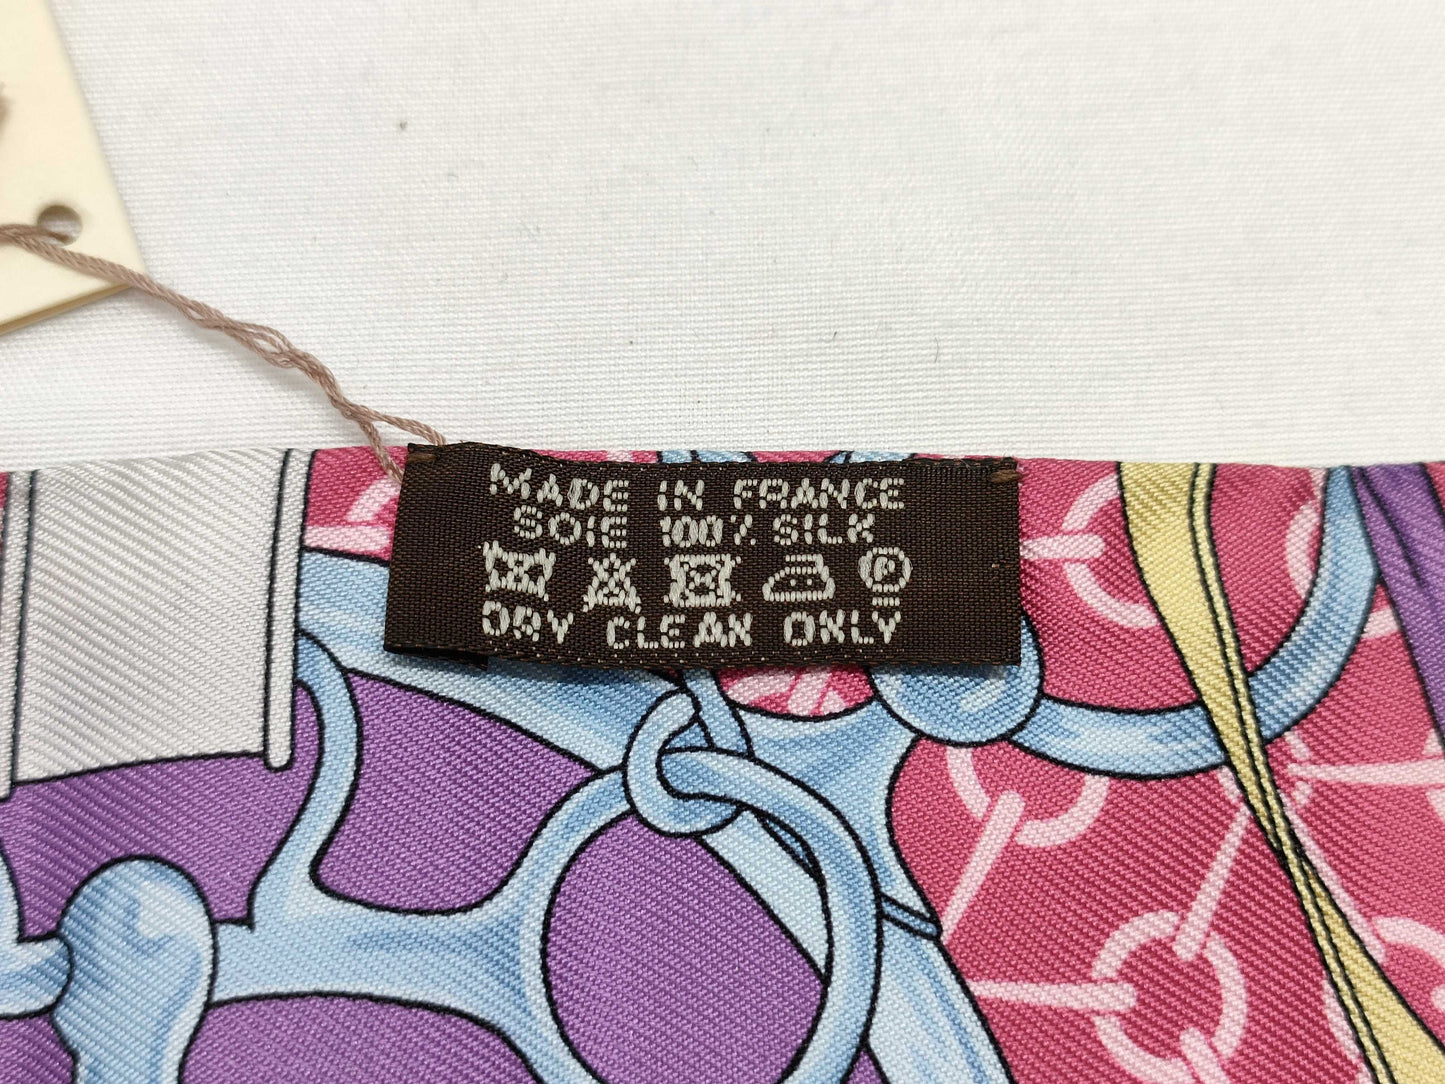 MADE IN FRANCE
SOIE 100% SILK
P
DRY CLEAN ONLY